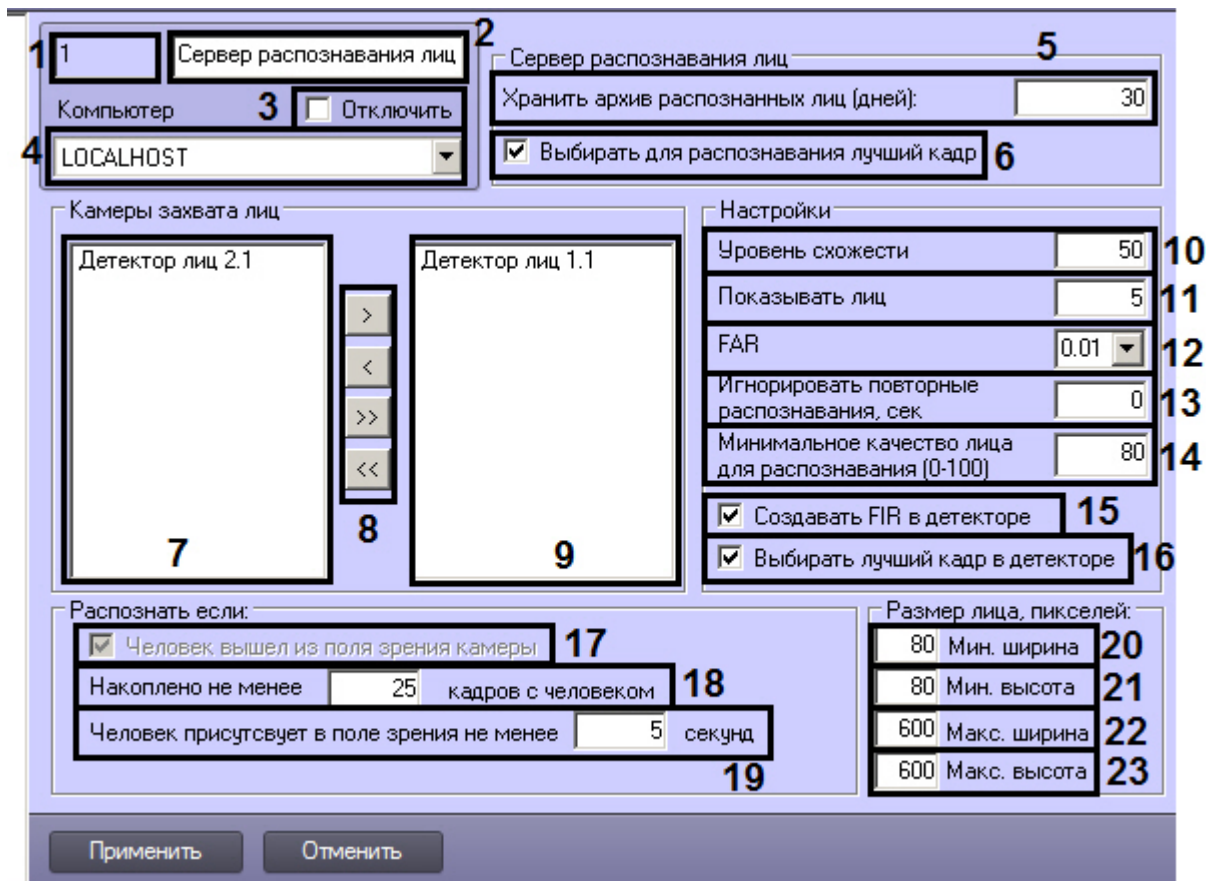 1 1 Сервер распознавания лиц 2
Компьютер 3 Отключить
4 LOCALHOST
Сервер распознавания лиц 5
Хранить архив распознанных лиц (дней): 30
Выбирать для распознавания лучший кадр 6
Камеры захвата лиц
Детектор лиц 2.1
7
>
<
>>
<<
8
Детектор лиц 1.1
9
Настройки
Уровень схожести 50 10
Показывать лиц 5 11
FAR 0.01 12
Игнорировать повторные
распознавания, сек 0 13
Минимальное качество лица
для распознавания (0-100) 80 14
Создавать FIR в детекторе 15
Выбирать лучший кадр в детекторе 16
Распознать если:
Человек вышел из поля зрения камеры 17
Накоплено не менее 25 кадров с человеком 18
Человек присутсвует в поле зрения не менее 5 секунд
19
Размер лица, пикселей:
80 Мин. ширина 20
80 Мин. высота 21
600 Макс. ширина 22
600 Макс. высота 23
Применить Отменить